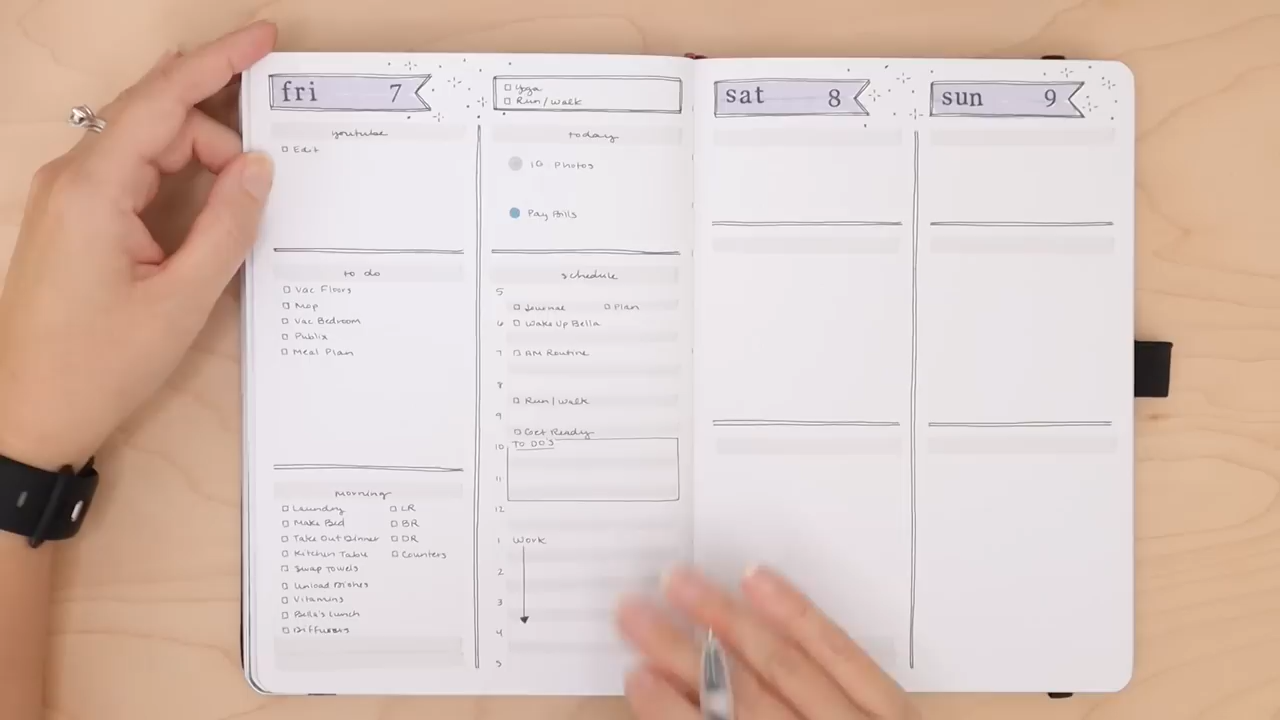 fri 7
youtube
☐ Edit
to do
☐ Vac Floors
☐ Mop
☐ Vac Bedroom
☐ Publix
☐ Meal Plan
morning
☐ Laundry ☐ LR
☐ Make Bed ☐ BR
☐ Take Out Dinner ☐ DR
☐ Kitchen Table ☐ Counters
☐ Swap Towels
☐ Unload Dishes
☐ Vitamins
☐ Bella's Lunch
☐ Diffusers
☐ Yoga
☐ Run/Walk
today
IG Photos
Pay Bills
schedule
5
☐ Journal ☐ Plan
6 ☐ Wake Up Bella
7 ☐ AM Routine
8
☐ Run/Walk
9
☐ Get Ready
10 TO DO'S
11
12
1 Work
2
3
4
5
sat 8
sun 9